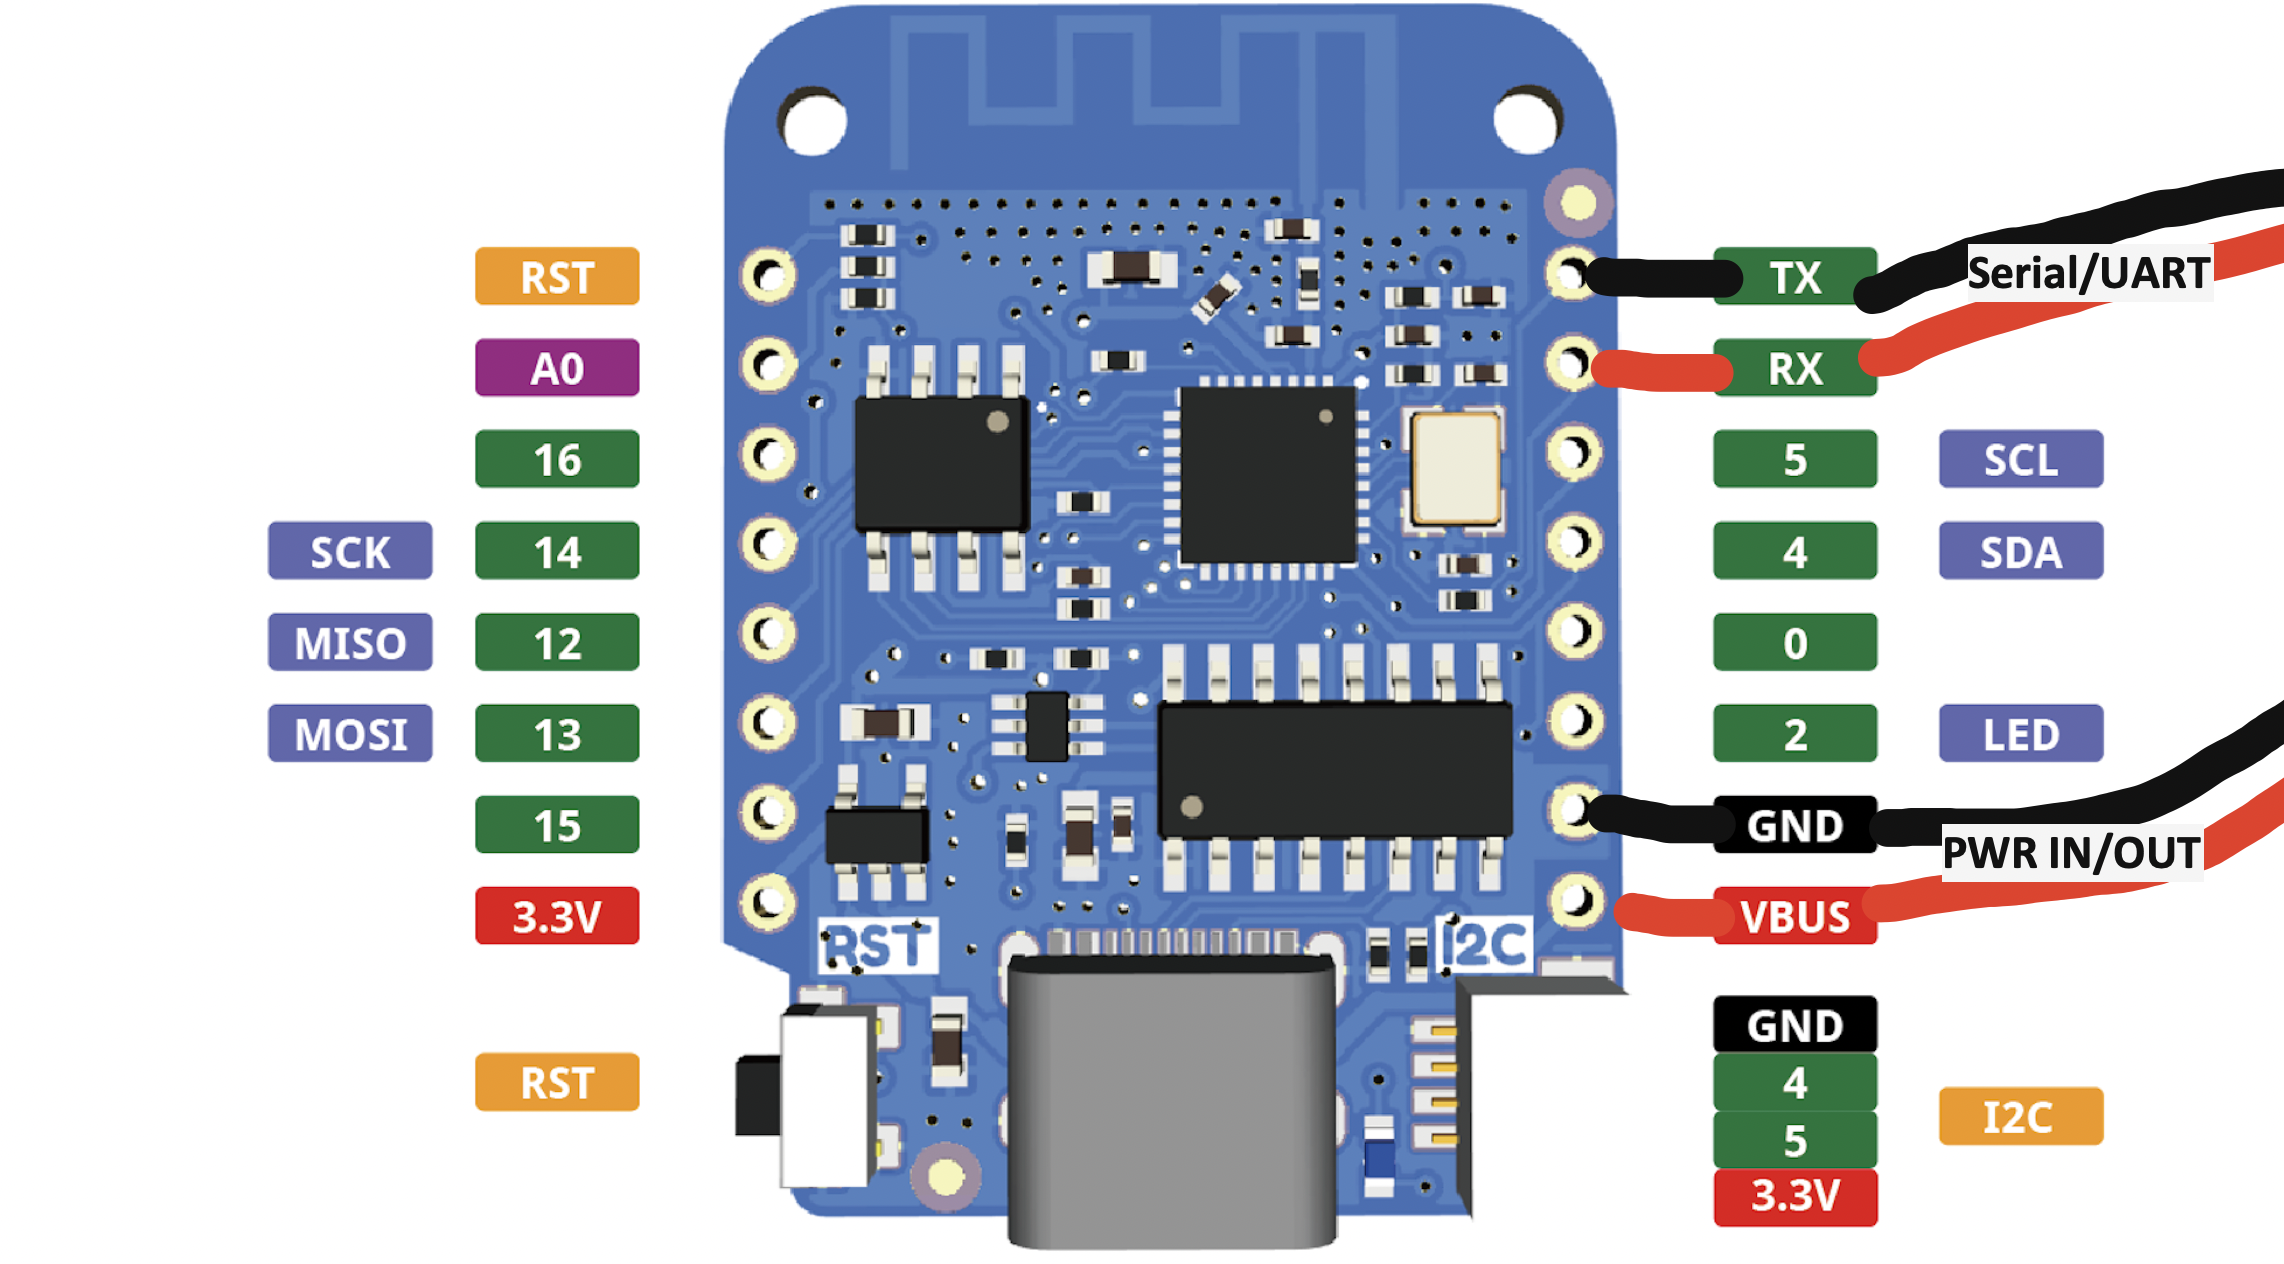 RST
A0
16
SCK 14
MISO 12
MOSI 13
15
3.3V
RST
RST
I2C
TX
Serial/UART
RX
5 SCL
4 SDA
0
2 LED
GND
PWR IN/OUT
VBUS
GND
4
5
3.3V
I2C